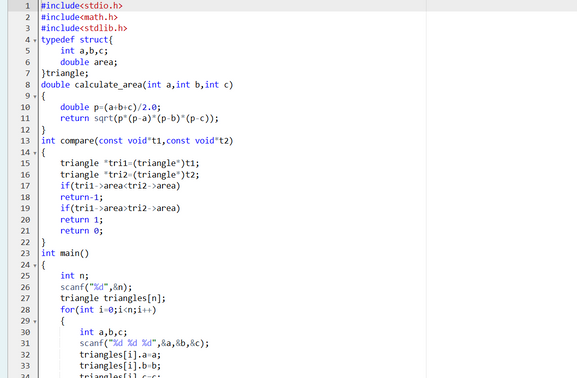 1 #include<stdio.h>
2 #include<math.h>
3 #include<stdlib.h>
4 typedef struct{
5 int a,b,c;
6 double area;
7 }triangle;
8 double calculate_area(int a,int b,int c)
9 {
10 double p=(a+b+c)/2.0;
11 return sqrt(p*(p-a)*(p-b)*(p-c));
12 }
13 int compare(const void*t1,const void*t2)
14 {
15 triangle *tri1=(triangle*)t1;
16 triangle *tri2=(triangle*)t2;
17 if(tri1->area<tri2->area)
18 return-1;
19 if(tri1->area>tri2->area)
20 return 1;
21 return 0;
22 }
23 int main()
24 {
25 int n;
26 scanf("%d",&n);
27 triangle triangles[n];
28 for(int i=0;i<n;i++)
29 {
30 int a,b,c;
31 scanf("%d %d %d",&a,&b,&c);
32 triangles[i].a=a;
33 triangles[i].b=b;
34 triangles[i].c=c;